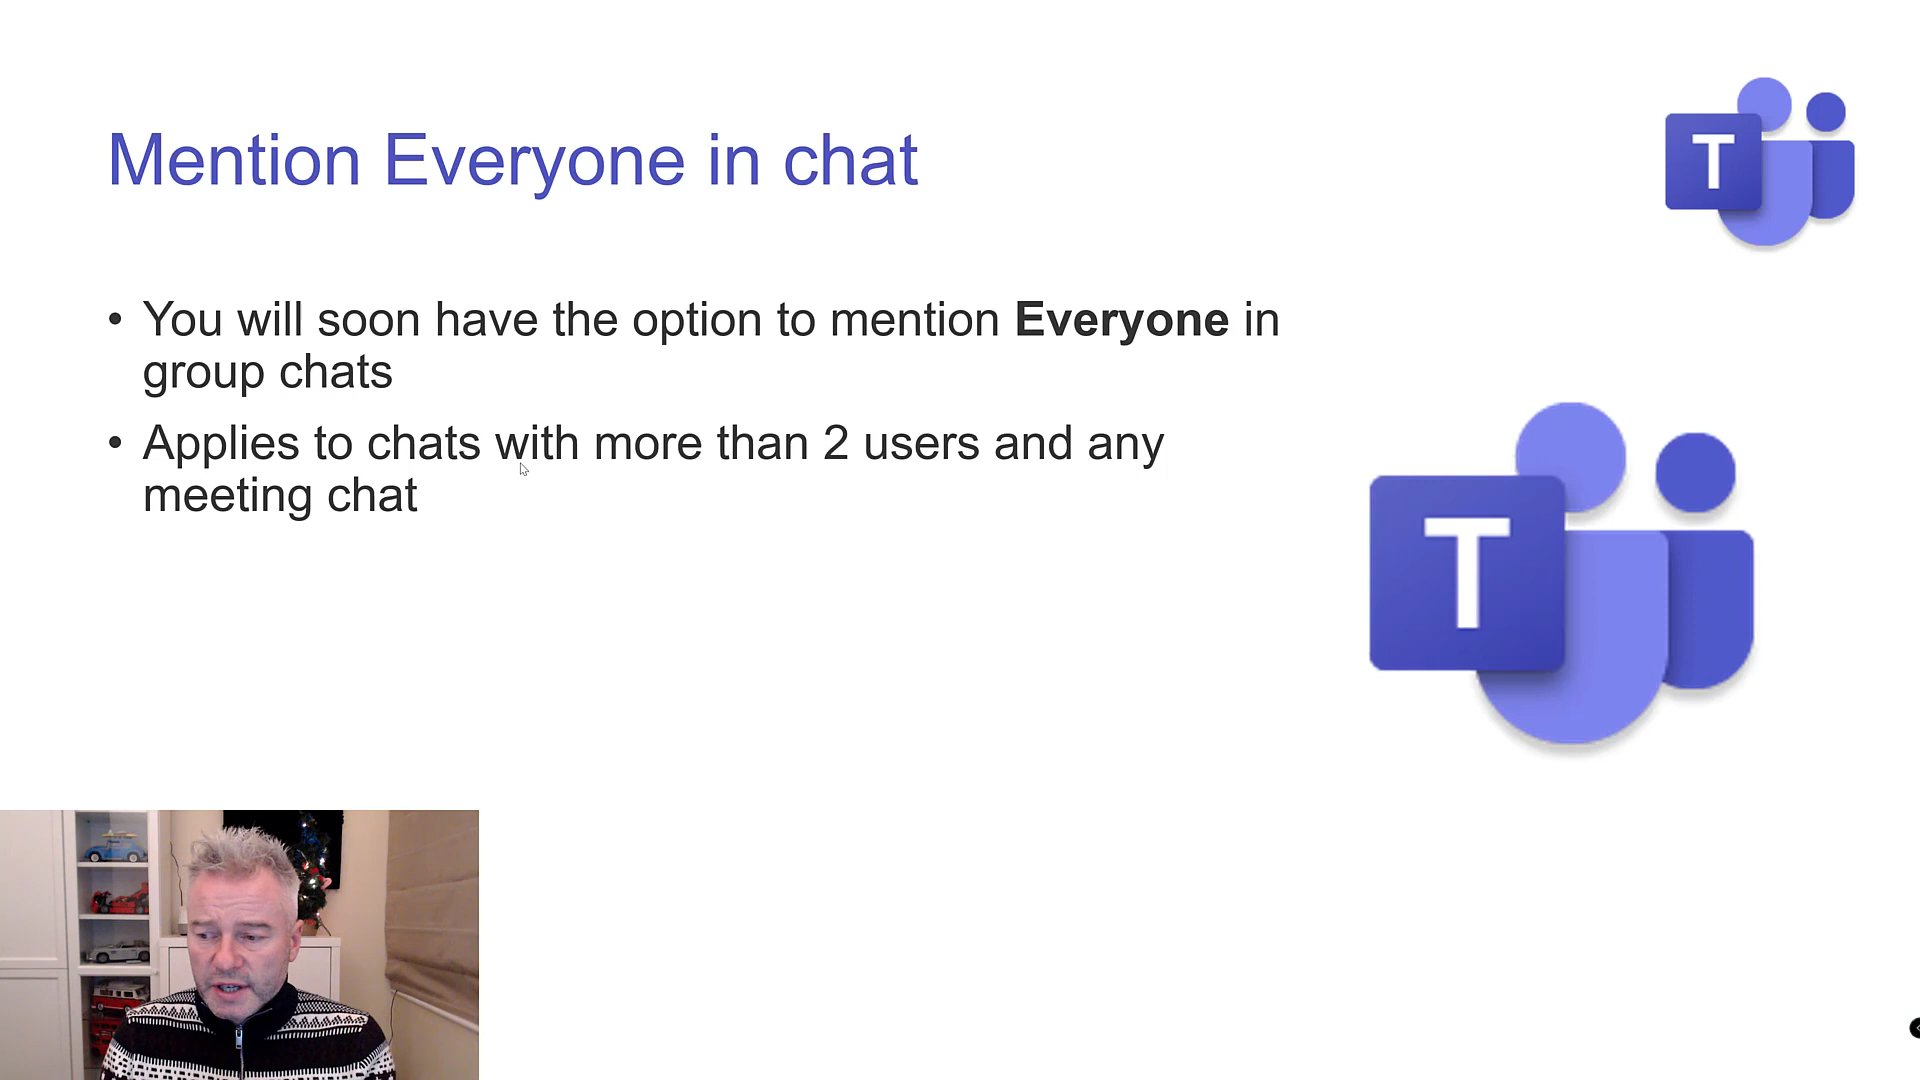 Mention Everyone in chat
T
• You will soon have the option to mention Everyone in
group chats
• Applies to chats with more than 2 users and any
meeting chat
T